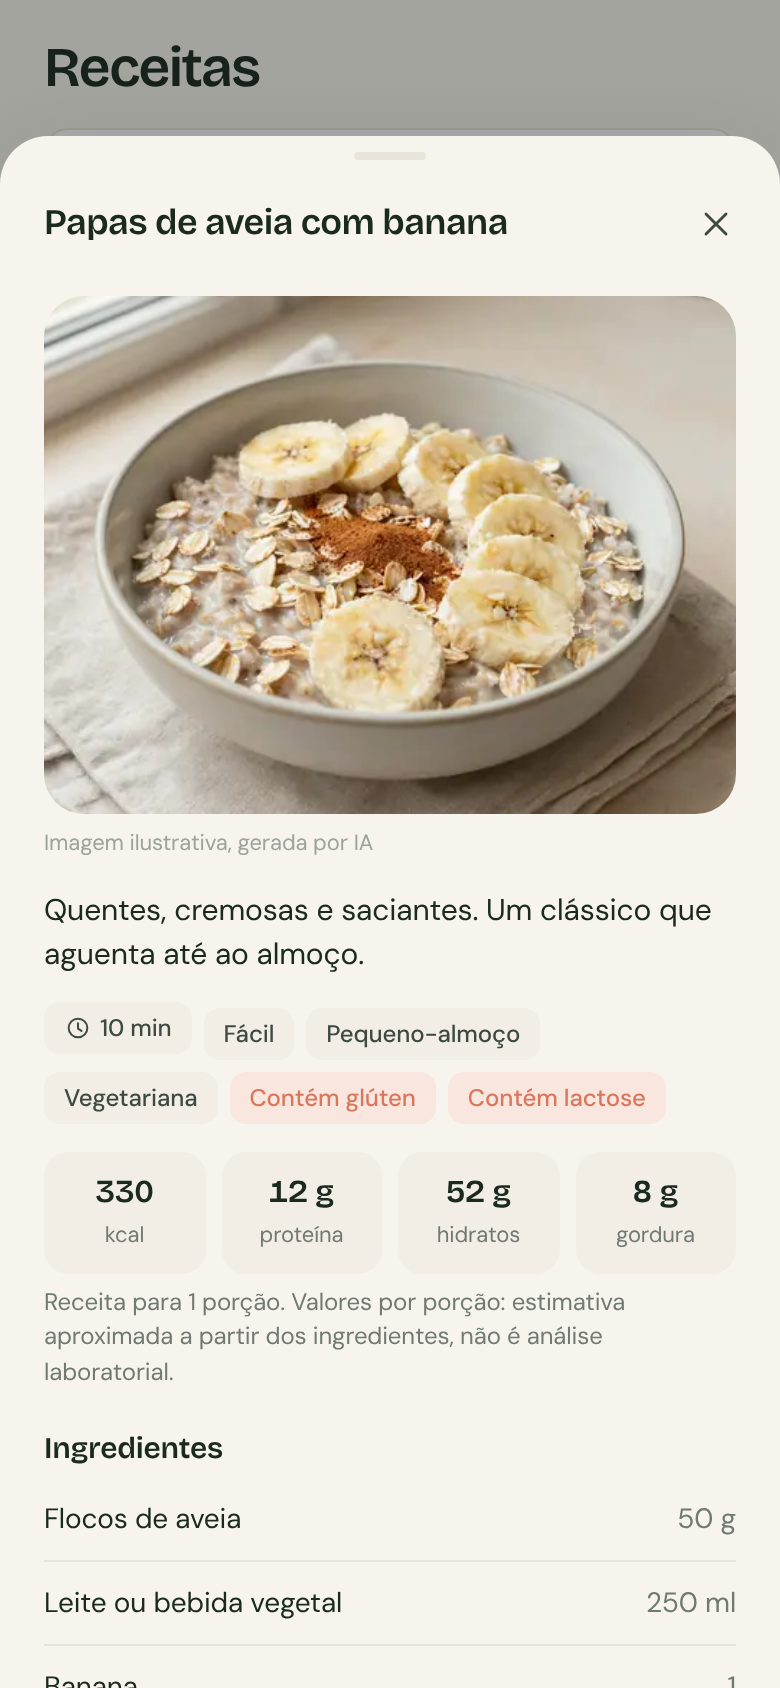 Receitas
Papas de aveia com banana
Imagem ilustrativa, gerada por IA
Quentes, cremosas e saciantes. Um clássico que
aguenta até ao almoço.
10 min
Fácil
Pequeno-almoço
Vegetariana
Contém glúten
Contém lactose
330
kcal
12 g
proteína
52 g
hidratos
8 g
gordura
Receita para 1 porção. Valores por porção: estimativa
aproximada a partir dos ingredientes, não é análise
laboratorial.
Ingredientes
Flocos de aveia 50 g
Leite ou bebida vegetal 250 ml
Banana 1